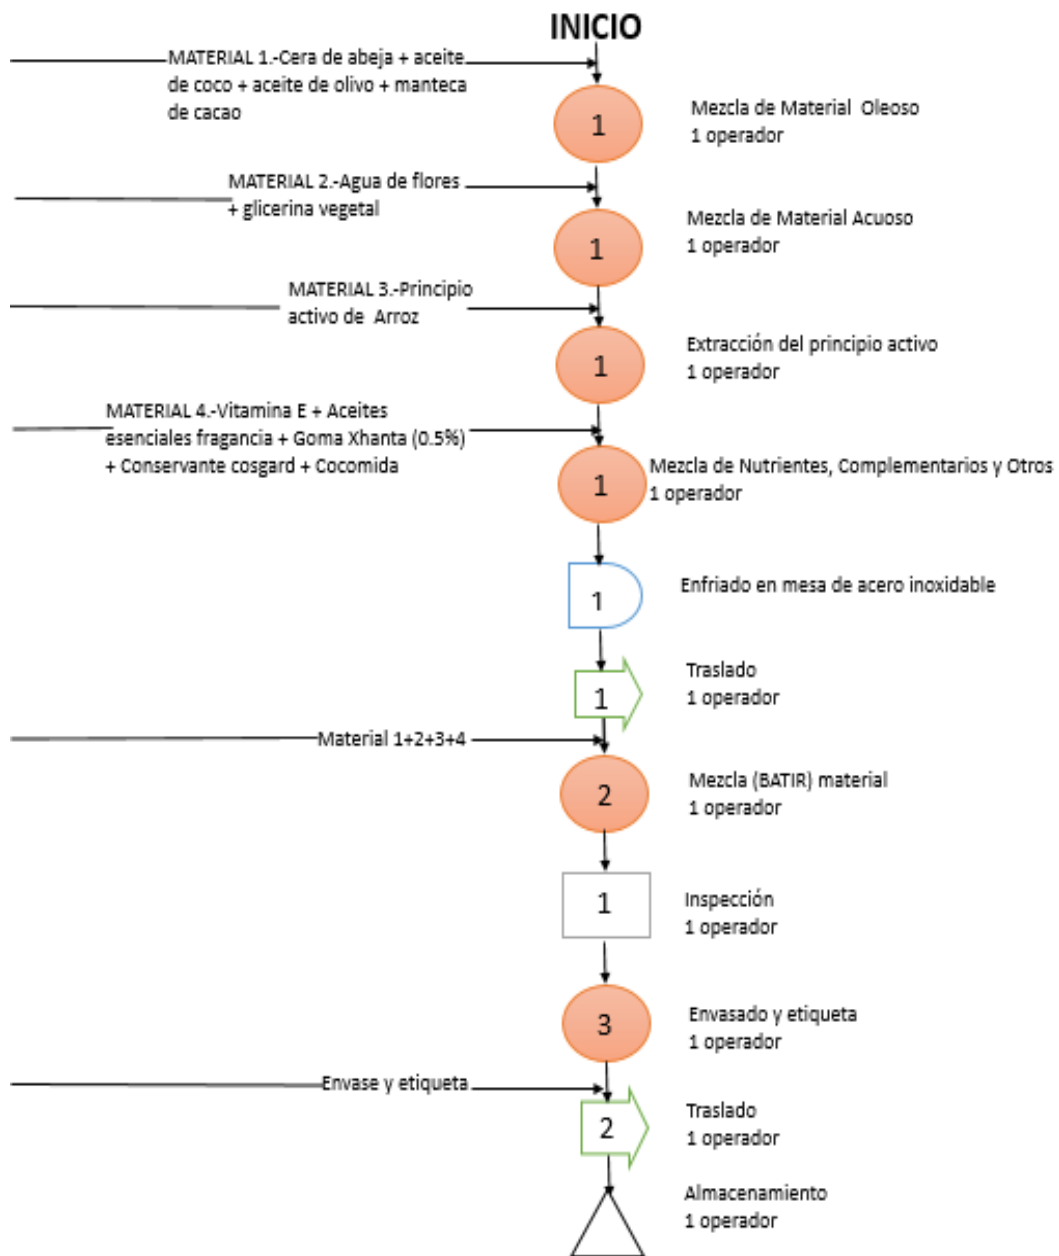 INICIO
MATERIAL 1.-Cera de abeja + aceite
de coco + aceite de olivo + manteca
de cacao
1
Mezcla de Material Oleoso
1 operador
MATERIAL 2.-Agua de flores
+ glicerina vegetal
1
Mezcla de Material Acuoso
1 operador
MATERIAL 3.-Principio
activo de Arroz
1
Extracción del principio activo
1 operador
MATERIAL 4.-Vitamina E + Aceites
esenciales fragancia + Goma Xhanta (0.5%)
+ Conservante cosgard + Cocomida
1
Mezcla de Nutrientes, Complementarios y Otros
1 operador
1
Enfriado en mesa de acero inoxidable
1
Traslado
1 operador
Material 1+2+3+4
2
Mezcla (BATIR) material
1 operador
1
Inspección
1 operador
3
Envasado y etiqueta
1 operador
Envase y etiqueta
2
Traslado
1 operador
Almacenamiento
1 operador